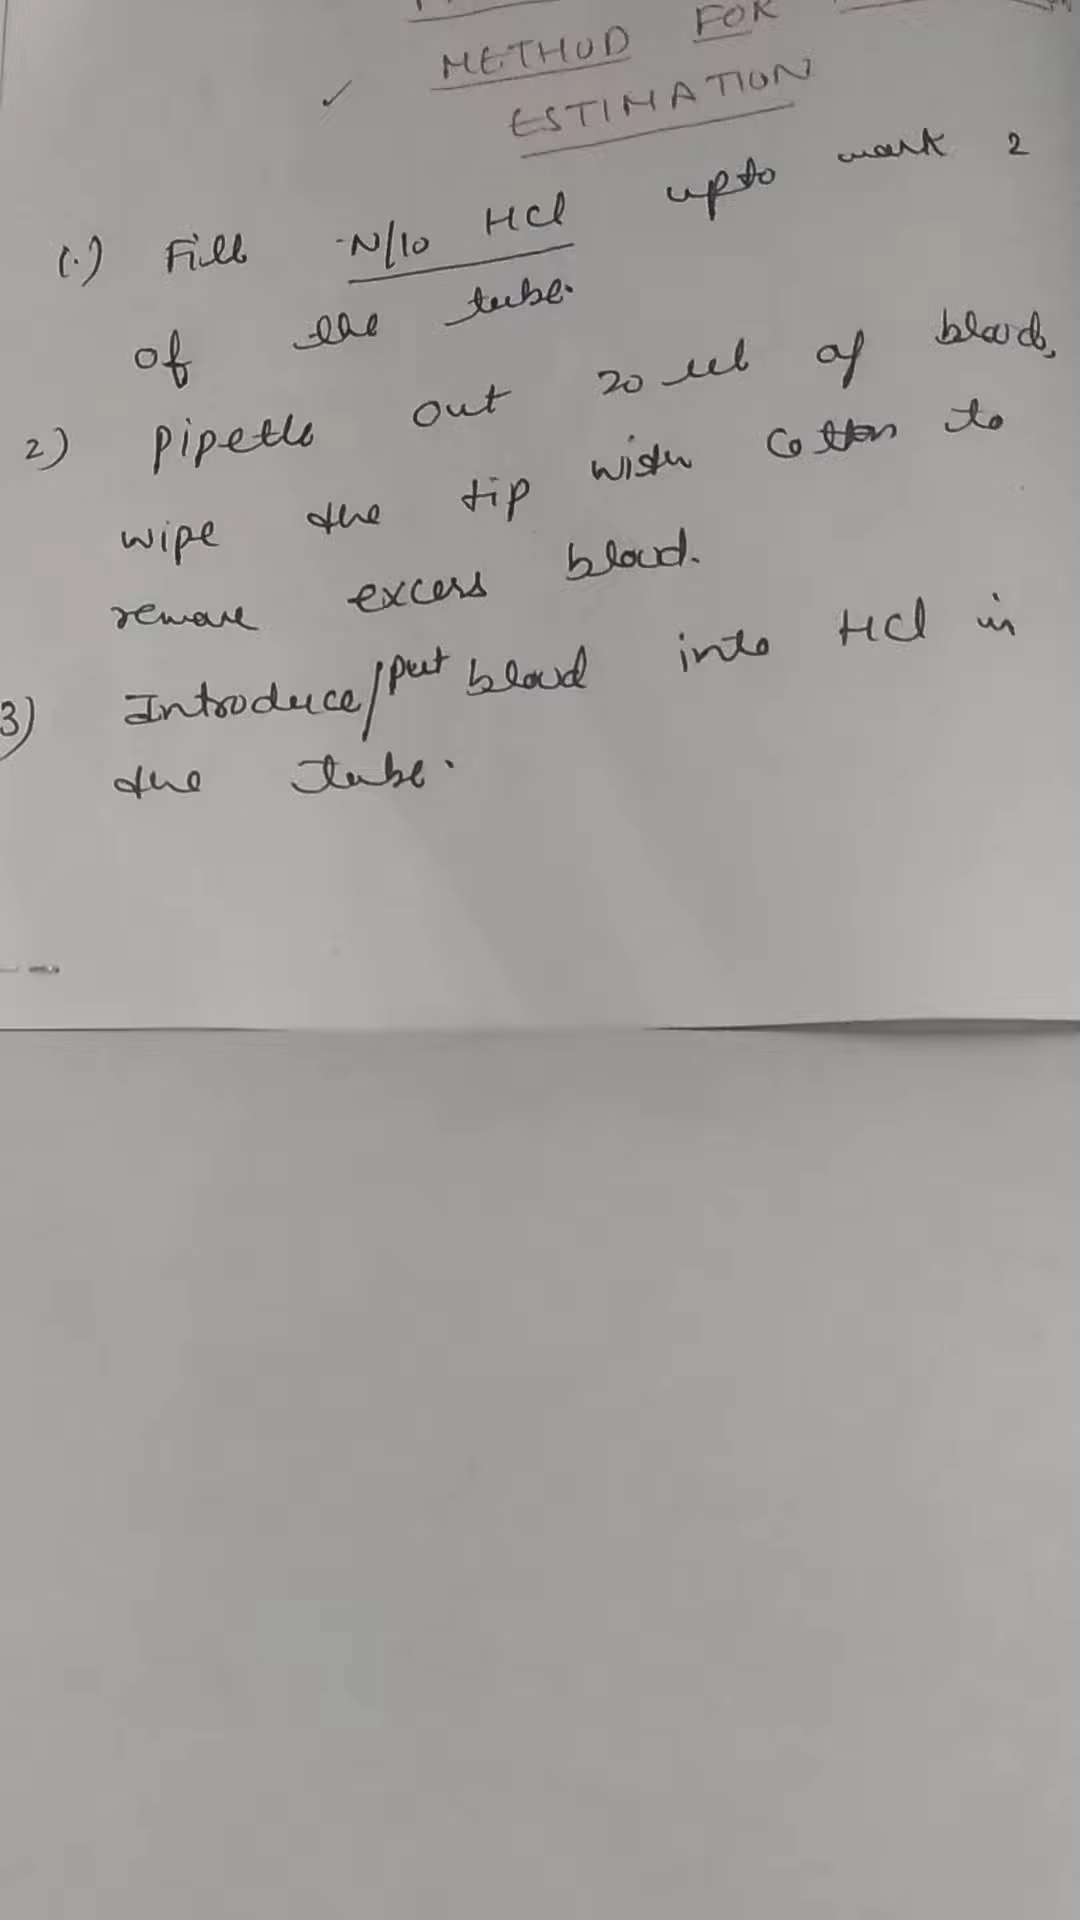 METHOD FOR
ESTIMATION
(1.) Fill N/10 HCl upto mark 2
of the tube.
2) Pipette out 20 ul of blood,
wipe the tip with cotton to
remove excess blood.
3) Introduce/put blood into HCl in
the tube.